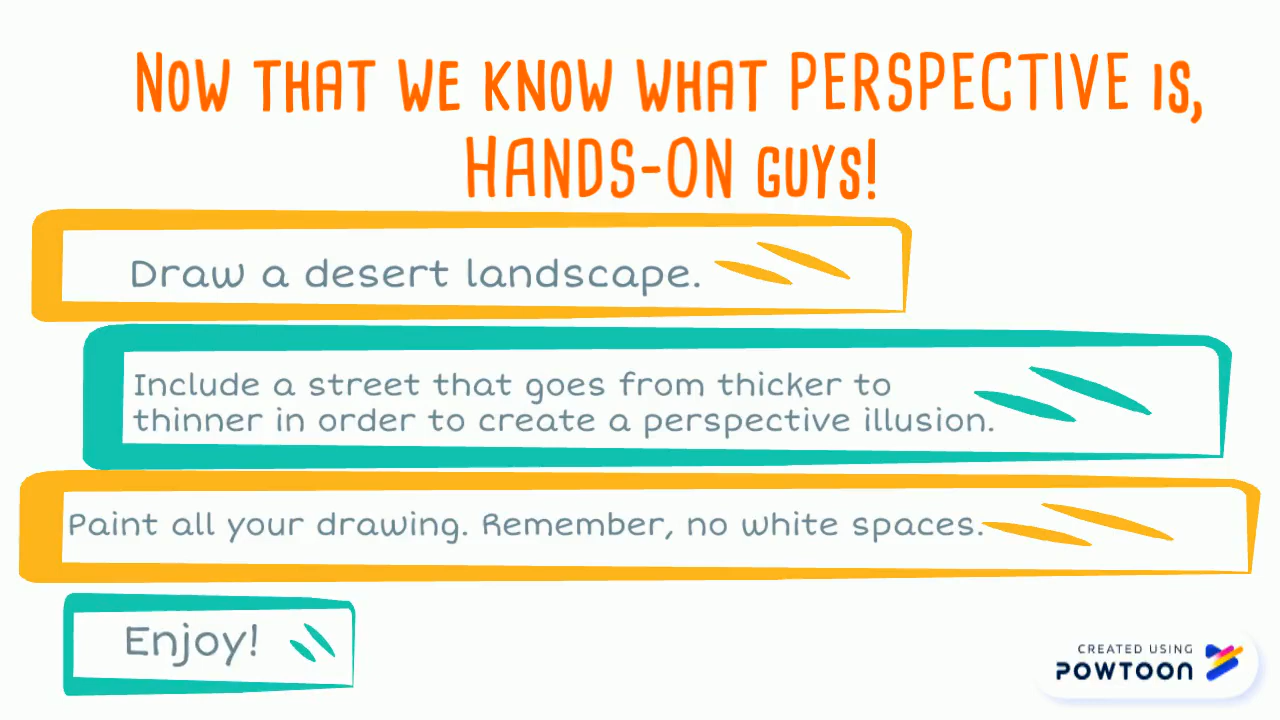 NOW THAT WE KNOW WHAT PERSPECTIVE IS,
HANDS-ON GUYS!
Draw a desert landscape.
Include a street that goes from thicker to
thinner in order to create a perspective illusion.
Paint all your drawing. Remember, no white spaces.
Enjoy!
CREATED USING
POWTOON